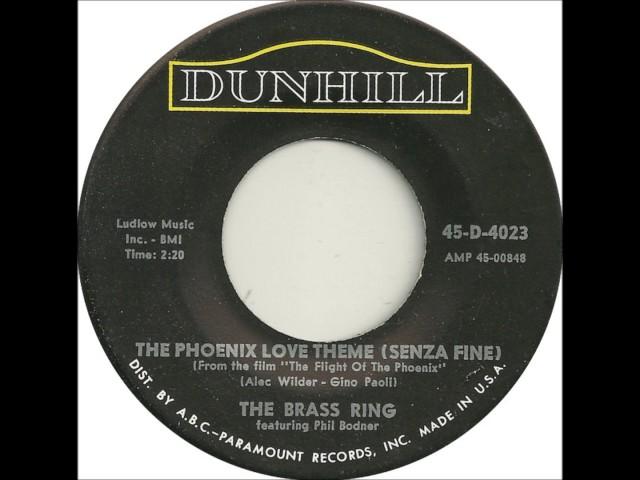 DUNHILL
Ludlow Music
Inc. - BMI
Time: 2:20
45-D-4023
AMP 45-00848
THE PHOENIX LOVE THEME (SENZA FINE)
(From the film "The Flight Of The Phoenix"
(Alec Wilder - Gino Paoli)
THE BRASS RING
featuring Phil Bodner
DIST. BY A.B.C.-PARAMOUNT RECORDS, INC. MADE IN U.S.A.